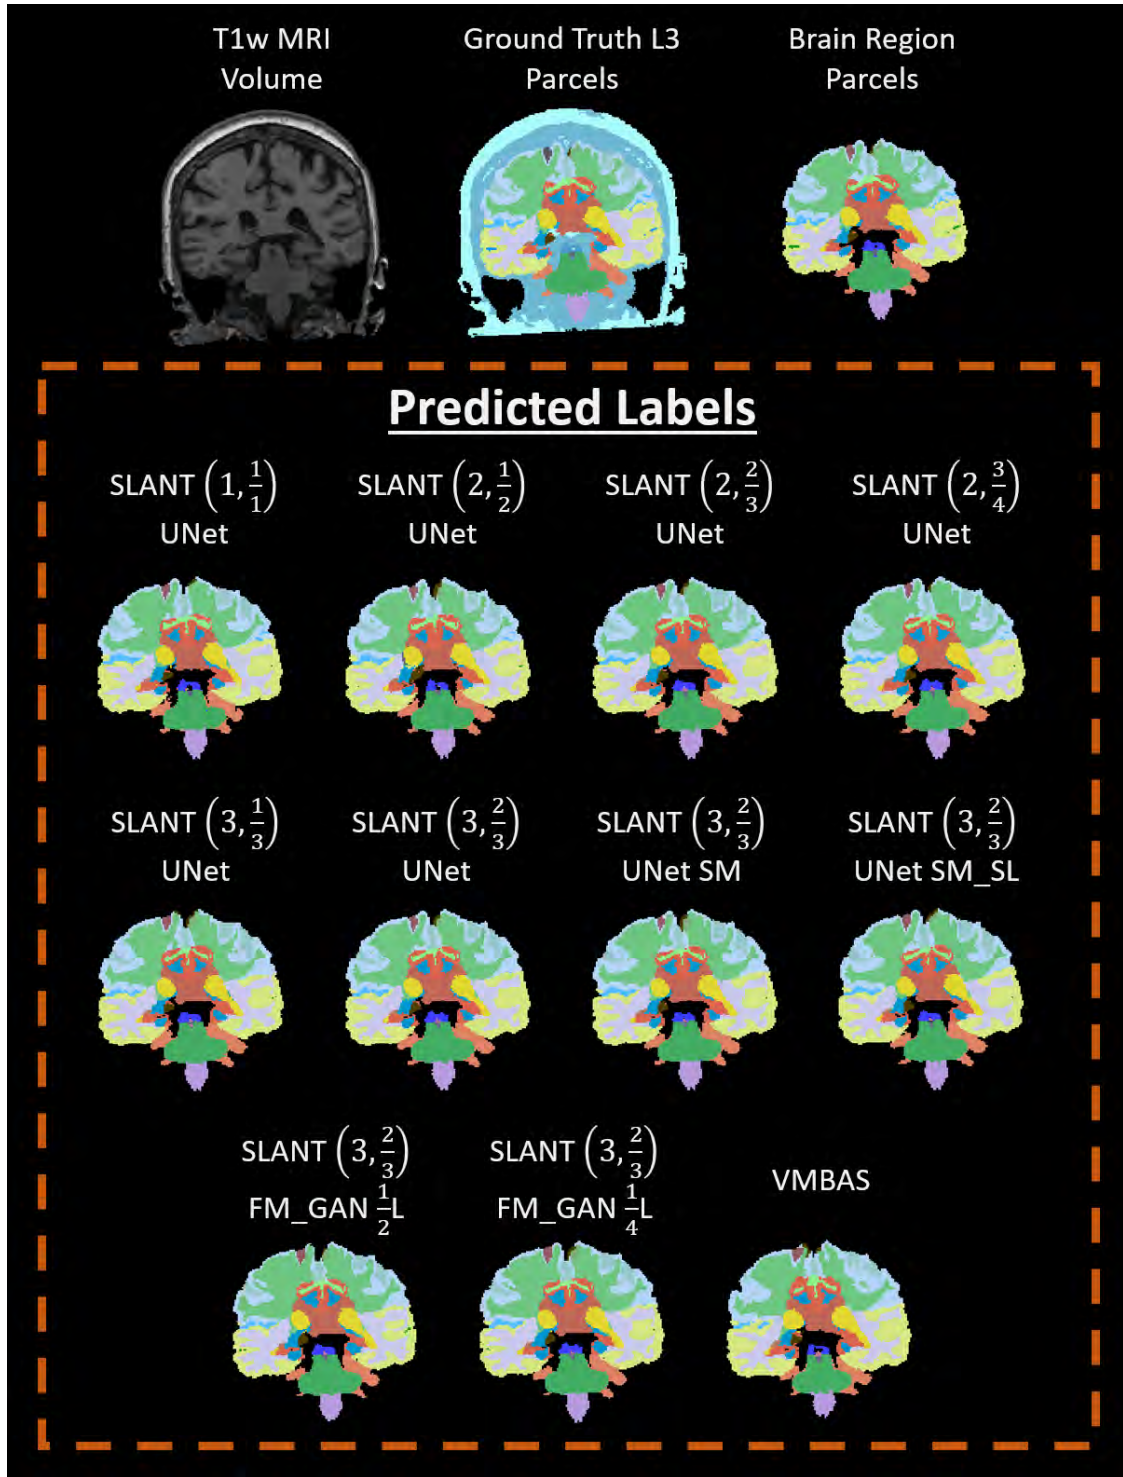 T1w MRI Volume
Ground Truth L3 Parcels
Brain Region Parcels
Predicted Labels
SLANT (1, 1/1) UNet
SLANT (2, 1/2) UNet
SLANT (2, 2/3) UNet
SLANT (2, 3/4) UNet
SLANT (3, 1/3) UNet
SLANT (3, 2/3) UNet
SLANT (3, 2/3) UNet SM
SLANT (3, 2/3) UNet SM_SL
SLANT (3, 2/3) FM_GAN 1/2 L
SLANT (3, 2/3) FM_GAN 1/4 L
VMBAS